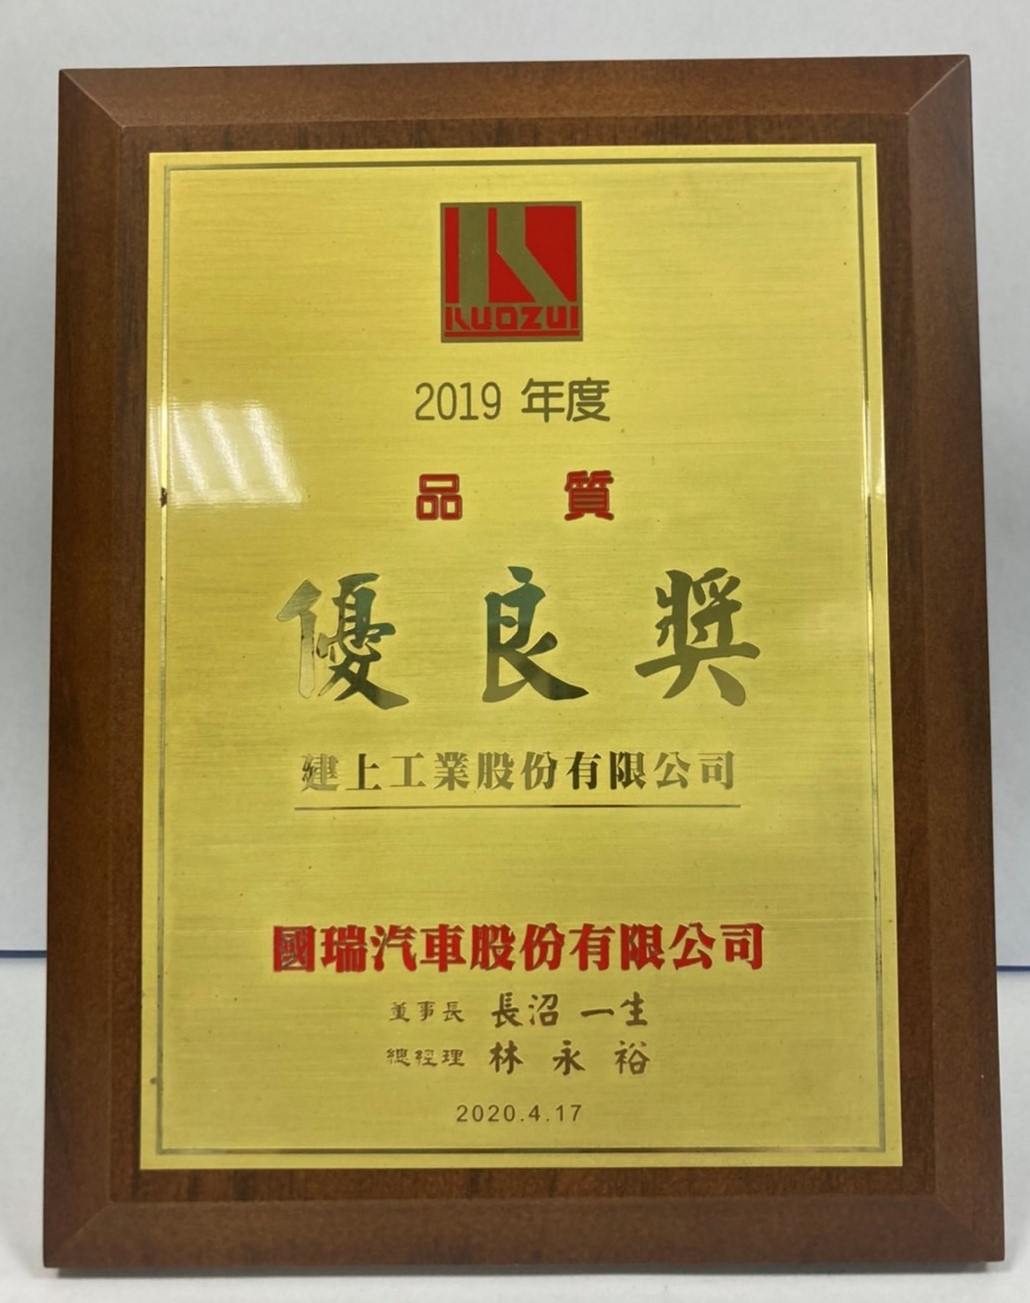 KUOZUI
2019 年度
品質
優良獎
建上工業股份有限公司
國瑞汽車股份有限公司
董事長 長沼 一生
總經理 林永裕
2020.4.17